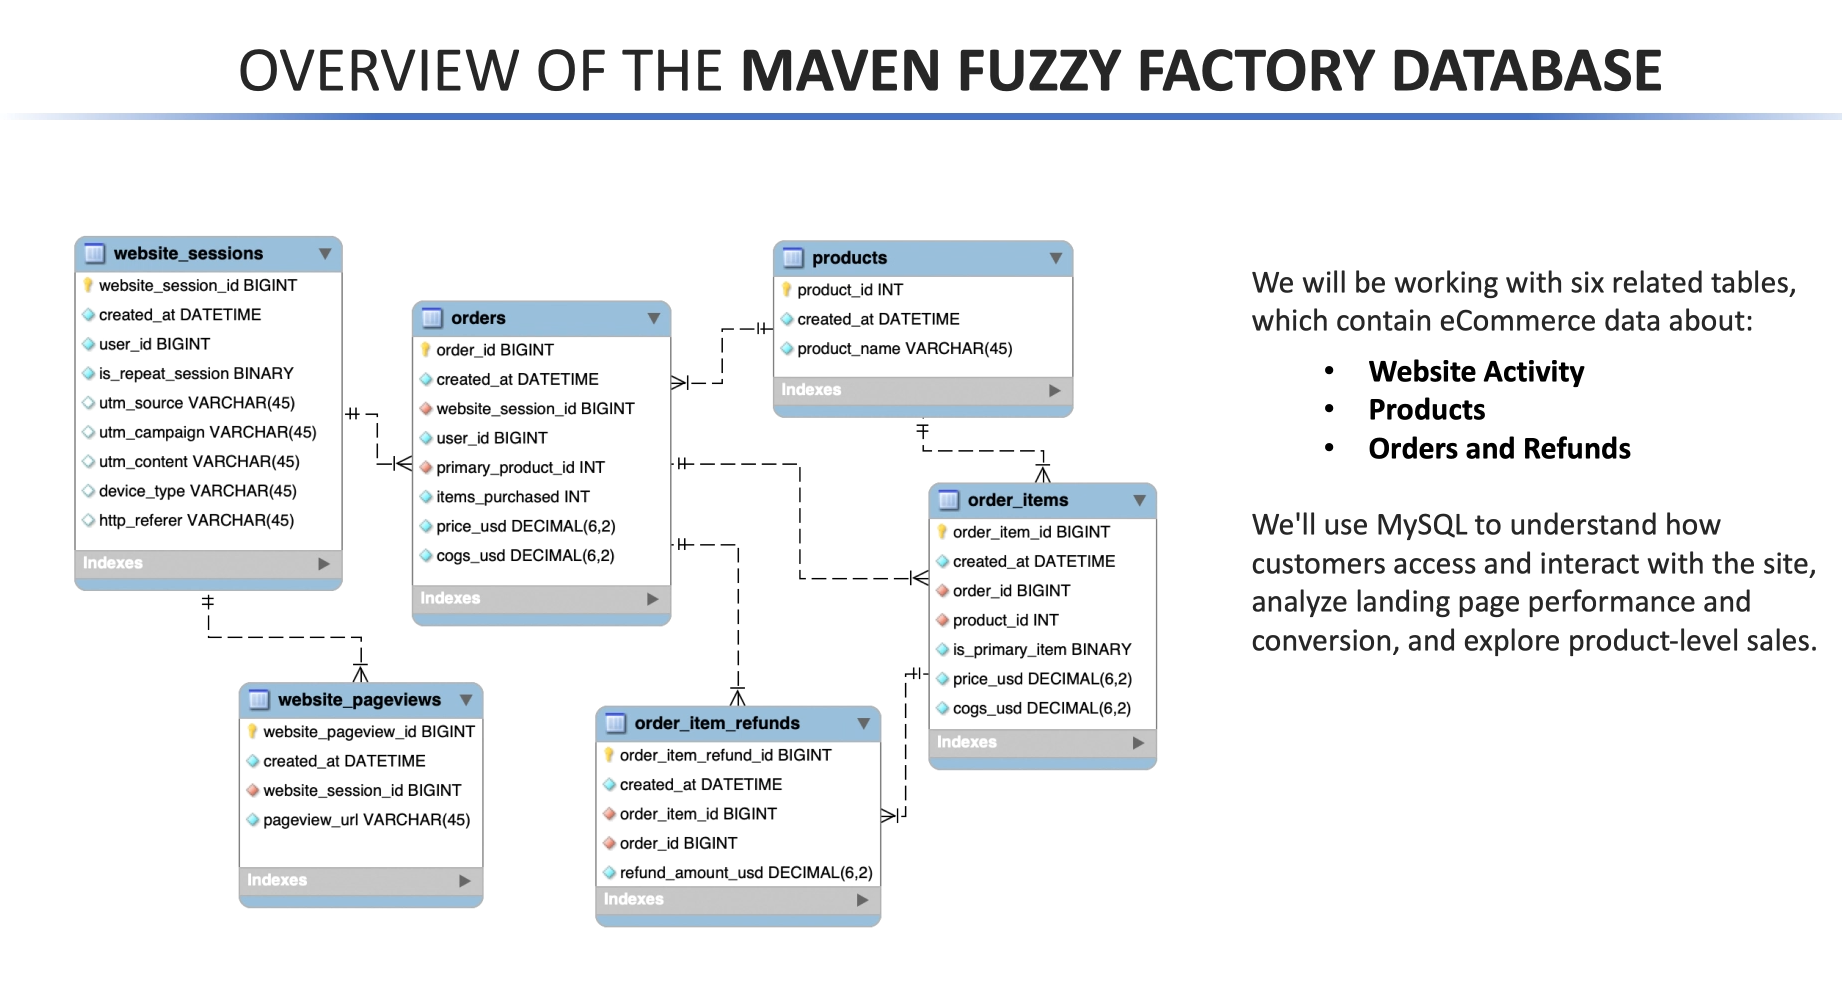 OVERVIEW OF THE MAVEN FUZZY FACTORY DATABASE
website_sessions
website_session_id BIGINT
created_at DATETIME
user_id BIGINT
is_repeat_session BINARY
utm_source VARCHAR(45)
utm_campaign VARCHAR(45)
utm_content VARCHAR(45)
device_type VARCHAR(45)
http_referer VARCHAR(45)
Indexes
orders
order_id BIGINT
created_at DATETIME
website_session_id BIGINT
user_id BIGINT
primary_product_id INT
items_purchased INT
price_usd DECIMAL(6,2)
cogs_usd DECIMAL(6,2)
Indexes
products
product_id INT
created_at DATETIME
product_name VARCHAR(45)
Indexes
order_items
order_item_id BIGINT
created_at DATETIME
order_id BIGINT
product_id INT
is_primary_item BINARY
price_usd DECIMAL(6,2)
cogs_usd DECIMAL(6,2)
Indexes
website_pageviews
website_pageview_id BIGINT
created_at DATETIME
website_session_id BIGINT
pageview_url VARCHAR(45)
Indexes
order_item_refunds
order_item_refund_id BIGINT
created_at DATETIME
order_item_id BIGINT
order_id BIGINT
refund_amount_usd DECIMAL(6,2)
Indexes
We will be working with six related tables,
which contain eCommerce data about:
• Website Activity
• Products
• Orders and Refunds
We'll use MySQL to understand how
customers access and interact with the site,
analyze landing page performance and
conversion, and explore product-level sales.